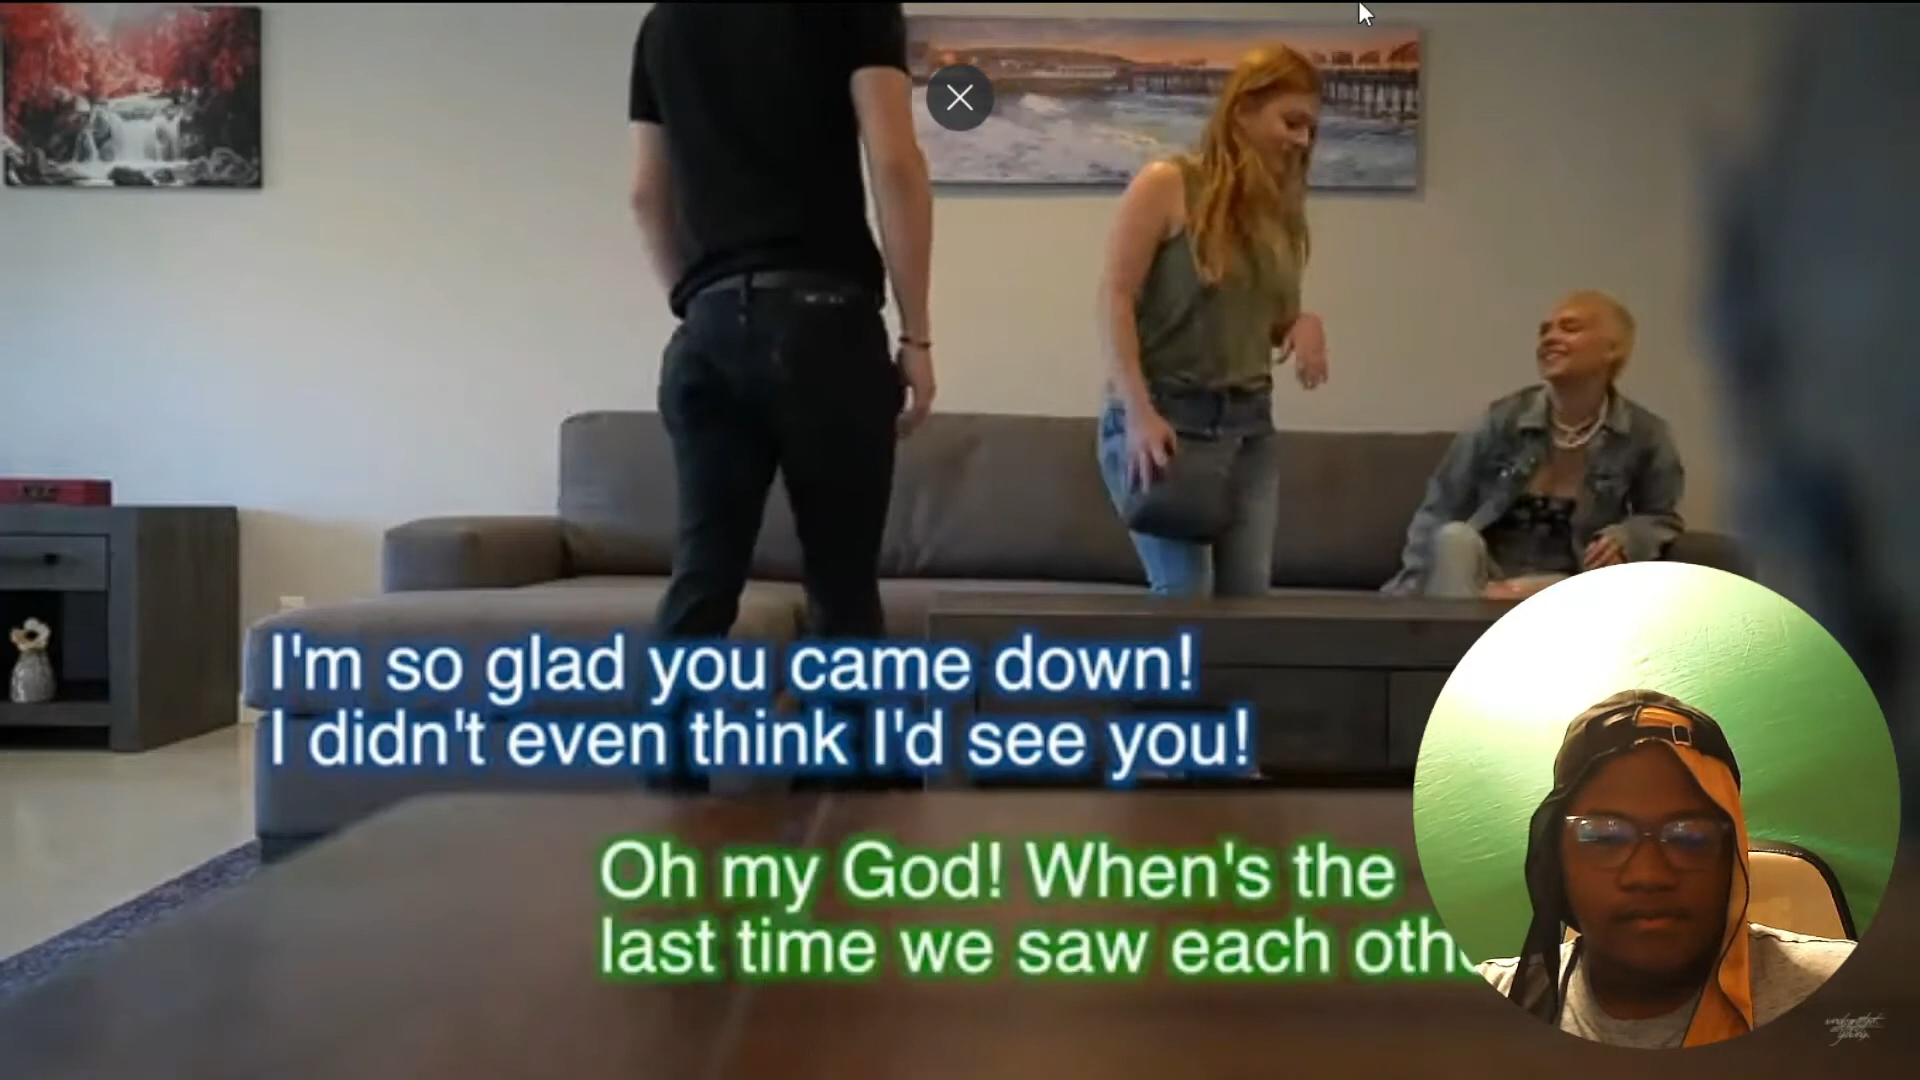 I'm so glad you came down!
I didn't even think I'd see you!
Oh my God! When's the
last time we saw each